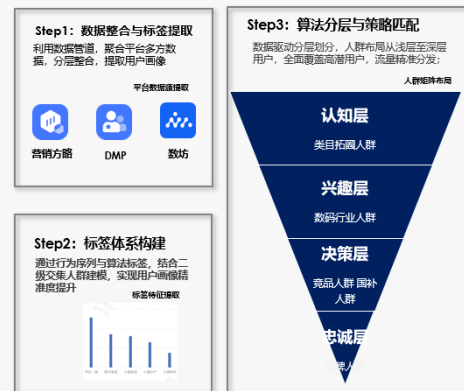 Step1：数据整合与标签提取
利用数据管道，聚合平台多方数
据，分层整合，提取用户画像
平台数据源提取
营销方略
DMP
数坊
Step2：标签体系构建
通过行为序列与算法标签，结合二
级交集人群建模，实现用户画像精
准度提升
标签特征提取
Step3：算法分层与策略匹配
数据驱动分层划分，人群布局从浅层至深层
用户，全面覆盖高潜用户，流量精准分发；
人群矩阵布局
认知层
类目拓圈人群
兴趣层
数码行业人群
决策层
竞品人群 国补
人群
忠诚层